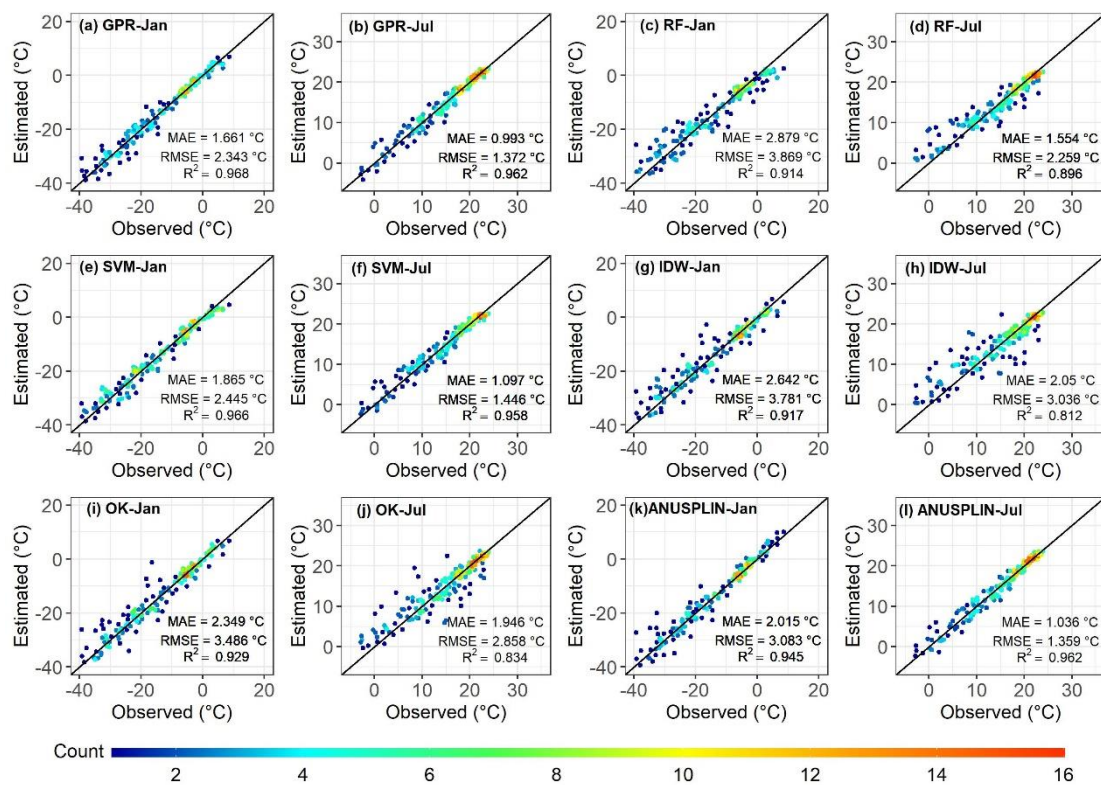 (a) GPR-Jan
Estimated (°C)
20
0
-20
-40
MAE = 1.661 °C
RMSE = 2.343 °C
R² = 0.968
-40 -20 0 20
Observed (°C)
(b) GPR-Jul
Estimated (°C)
30
20
10
0
MAE = 0.993 °C
RMSE = 1.372 °C
R² = 0.962
0 10 20 30
Observed (°C)
(c) RF-Jan
Estimated (°C)
20
0
-20
-40
MAE = 2.879 °C
RMSE = 3.869 °C
R² = 0.914
-40 -20 0 20
Observed (°C)
(d) RF-Jul
Estimated (°C)
30
20
10
0
MAE = 1.554 °C
RMSE = 2.259 °C
R² = 0.896
0 10 20 30
Observed (°C)
(e) SVM-Jan
Estimated (°C)
20
0
-20
-40
MAE = 1.865 °C
RMSE = 2.445 °C
R² = 0.966
-40 -20 0 20
Observed (°C)
(f) SVM-Jul
Estimated (°C)
30
20
10
0
MAE = 1.097 °C
RMSE = 1.446 °C
R² = 0.958
0 10 20 30
Observed (°C)
(g) IDW-Jan
Estimated (°C)
20
0
-20
-40
MAE = 2.642 °C
RMSE = 3.781 °C
R² = 0.917
-40 -20 0 20
Observed (°C)
(h) IDW-Jul
Estimated (°C)
30
20
10
0
MAE = 2.05 °C
RMSE = 3.036 °C
R² = 0.812
0 10 20 30
Observed (°C)
(i) OK-Jan
Estimated (°C)
20
0
-20
-40
MAE = 2.349 °C
RMSE = 3.486 °C
R² = 0.929
-40 -20 0 20
Observed (°C)
(j) OK-Jul
Estimated (°C)
30
20
10
0
MAE = 1.946 °C
RMSE = 2.858 °C
R² = 0.834
0 10 20 30
Observed (°C)
(k)ANUSPLIN-Jan
Estimated (°C)
20
0
-20
-40
MAE = 2.015 °C
RMSE = 3.083 °C
R² = 0.945
-40 -20 0 20
Observed (°C)
(l) ANUSPLIN-Jul
Estimated (°C)
30
20
10
0
MAE = 1.036 °C
RMSE = 1.359 °C
R² = 0.962
0 10 20 30
Observed (°C)
Count
2 4 6 8 10 12 14 16